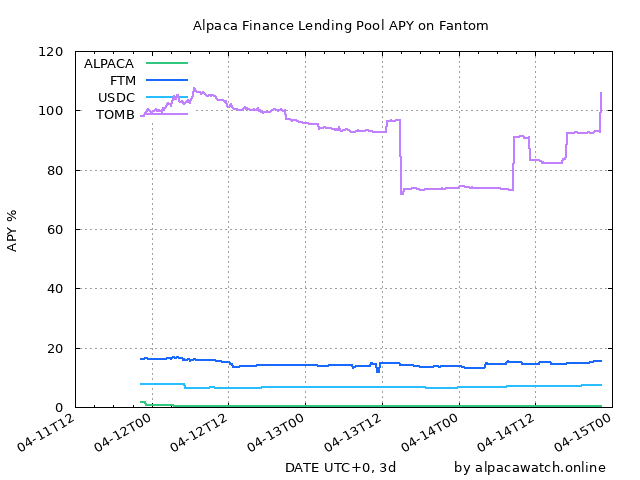 Alpaca Finance Lending Pool APY on Fantom
120
100
80
60
40
20
0
APY %
ALPACA
FTM
USDC
TOMB
04-11T12
04-12T00
04-12T12
04-13T00
04-13T12
04-14T00
04-14T12
04-15T00
DATE UTC+0, 3d
by alpacawatch.online